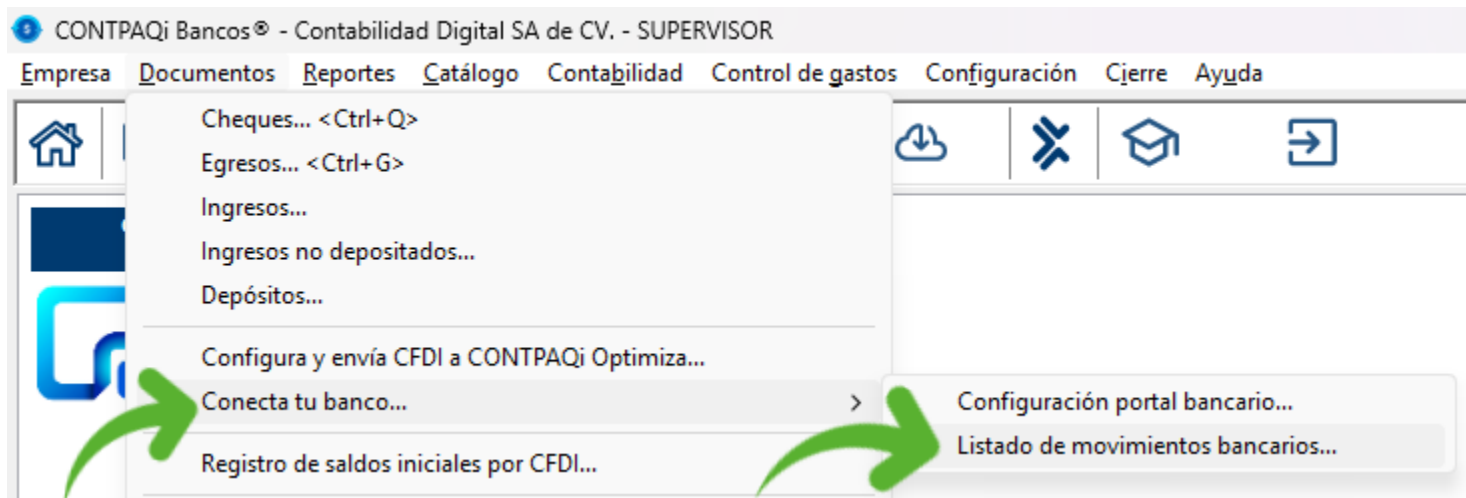 CONTPAQi Bancos® - Contabilidad Digital SA de CV. - SUPERVISOR
Empresa Documentos Reportes Catálogo Contabilidad Control de gastos Configuración Cierre Ayuda
Cheques... <Ctrl+Q>
Egresos... <Ctrl+G>
Ingresos...
Ingresos no depositados...
Depósitos...
Configura y envía CFDI a CONTPAQi Optimiza...
Conecta tu banco... >
Configuración portal bancario...
Listado de movimientos bancarios...
Registro de saldos iniciales por CFDI...